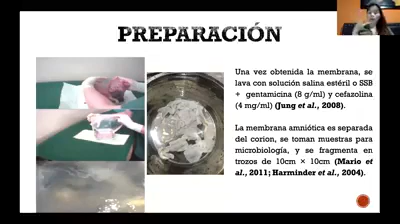 PREPARACIÓN
Una vez obtenida la membrana, se
lava con solución salina estéril o SSB
+ gentamicina (8 g/ml) y cefazolina
(4 mg/ml) (Jung et al., 2008).
La membrana amniótica es separada
del corion, se toman muestras para
microbiología, y se fragmenta en
trozos de 10cm × 10cm (Mario et
al., 2011; Harminder et al., 2004).